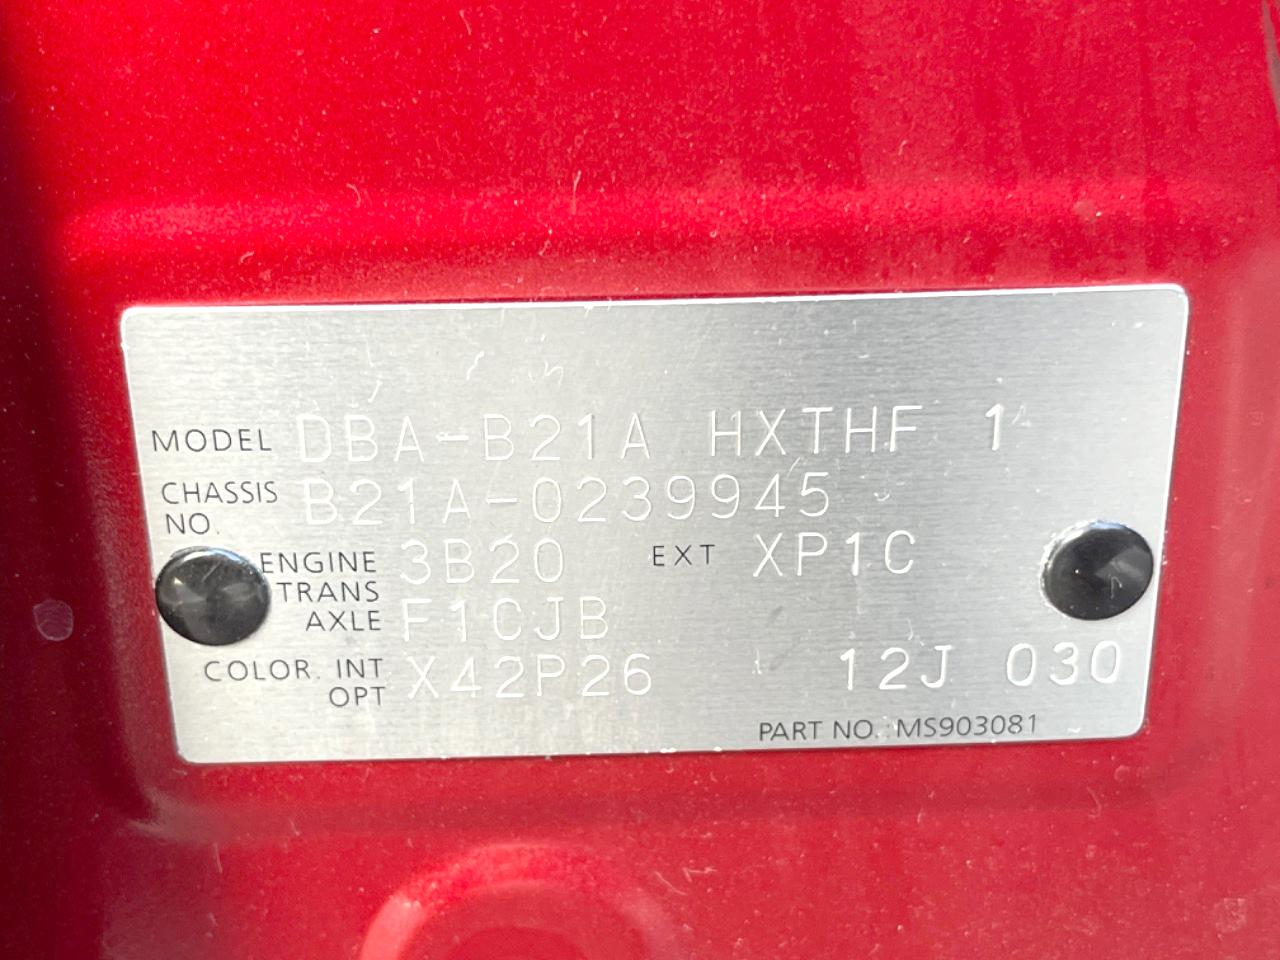 MODEL DBA-B21A HXTHF 1
CHASSIS NO. B21A-0239945
ENGINE 3B20 EXT XP1C
TRANS AXLE F1CJB
COLOR. INT OPT X42P26 12J 030
PART NO.: MS903081